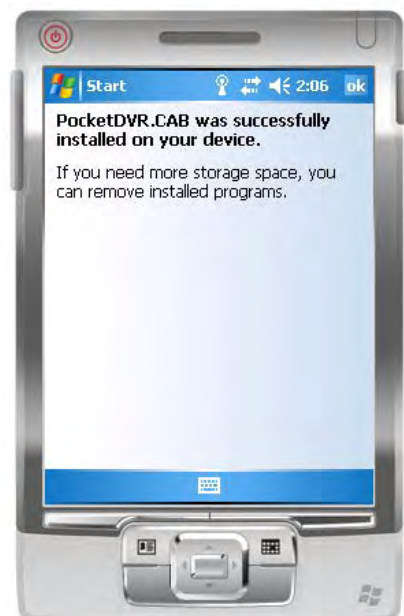 Start 2:06 ok
PocketDVR.CAB was successfully
installed on your device.
If you need more storage space, you
can remove installed programs.